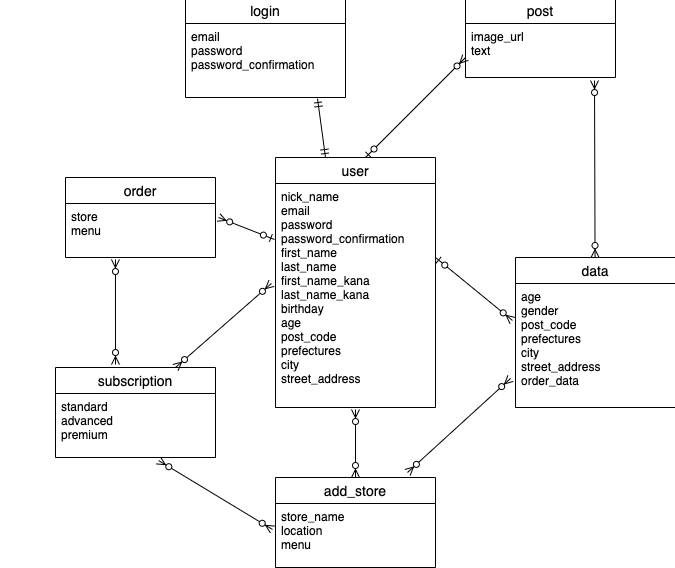 login
email
password
password_confirmation
post
image_url
text
user
nick_name
email
password
password_confirmation
first_name
last_name
first_name_kana
last_name_kana
birthday
age
post_code
prefectures
city
street_address
order
store
menu
data
age
gender
post_code
prefectures
city
street_address
order_data
subscription
standard
advanced
premium
add_store
store_name
location
menu